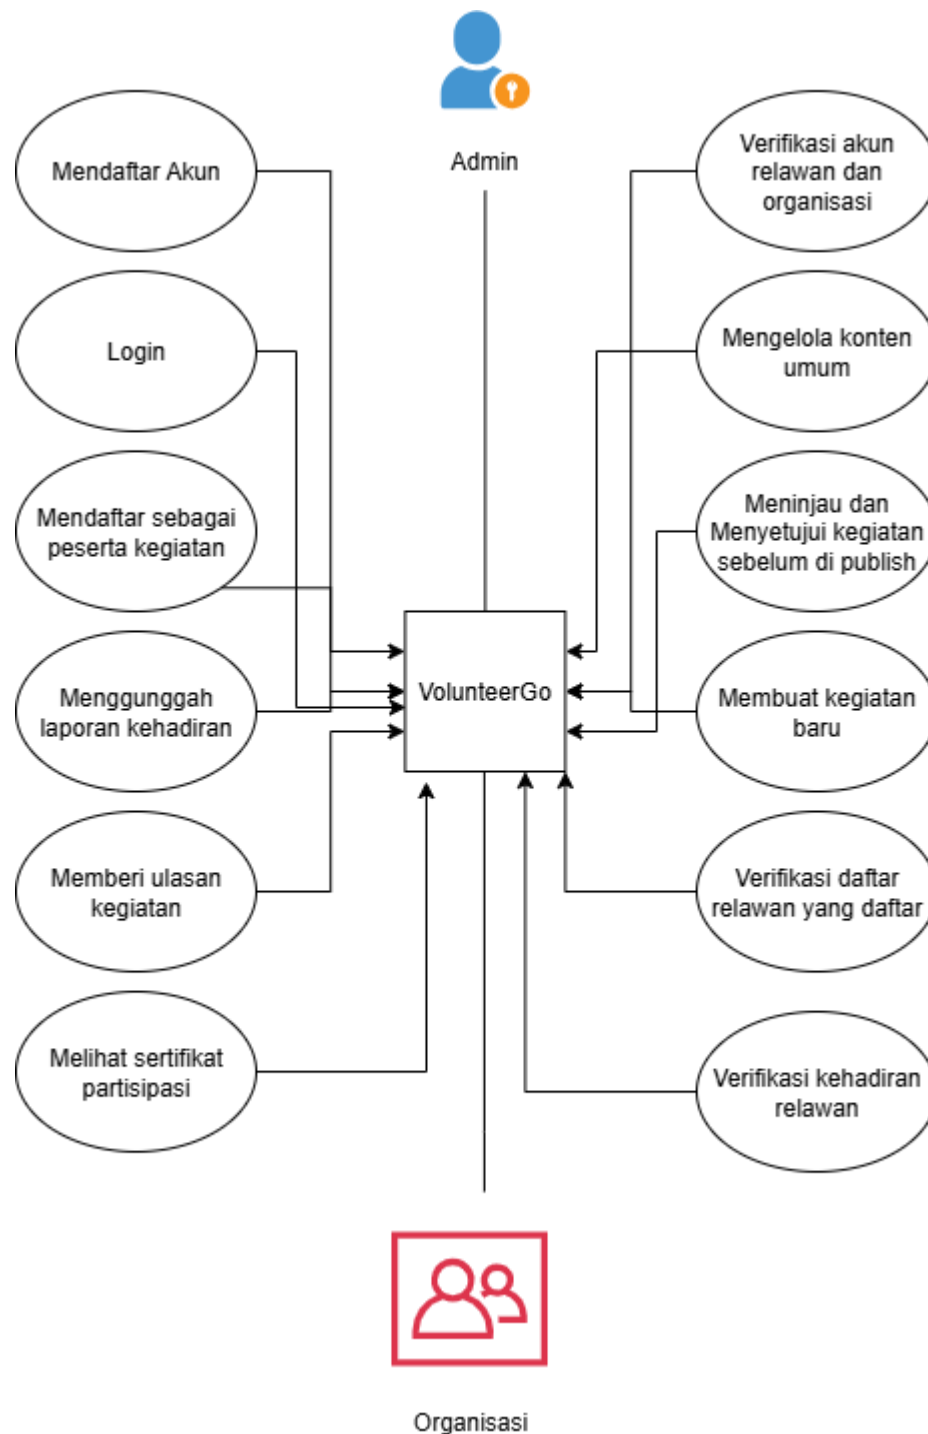 Admin
Mendaftar Akun
Verifikasi akun
relawan dan
organisasi
Login
Mengelola konten
umum
Mendaftar sebagai
peserta kegiatan
Meninjau dan
Menyetujui kegiatan
sebelum di publish
Menggunggah
laporan kehadiran
VolunteerGo
Membuat kegiatan
baru
Memberi ulasan
kegiatan
Verifikasi daftar
relawan yang daftar
Melihat sertifikat
partisipasi
Verifikasi kehadiran
relawan
Organisasi